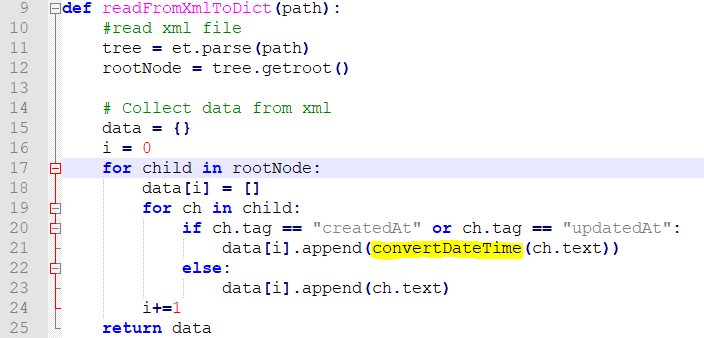 9 def readFromXmlToDict(path):
10     #read xml file
11     tree = et.parse(path)
12     rootNode = tree.getroot()
13
14     # Collect data from xml
15     data = {}
16     i = 0
17     for child in rootNode:
18         data[i] = []
19         for ch in child:
20             if ch.tag == "createdAt" or ch.tag == "updatedAt":
21                 data[i].append(convertDateTime(ch.text))
22             else:
23                 data[i].append(ch.text)
24         i+=1
25     return data